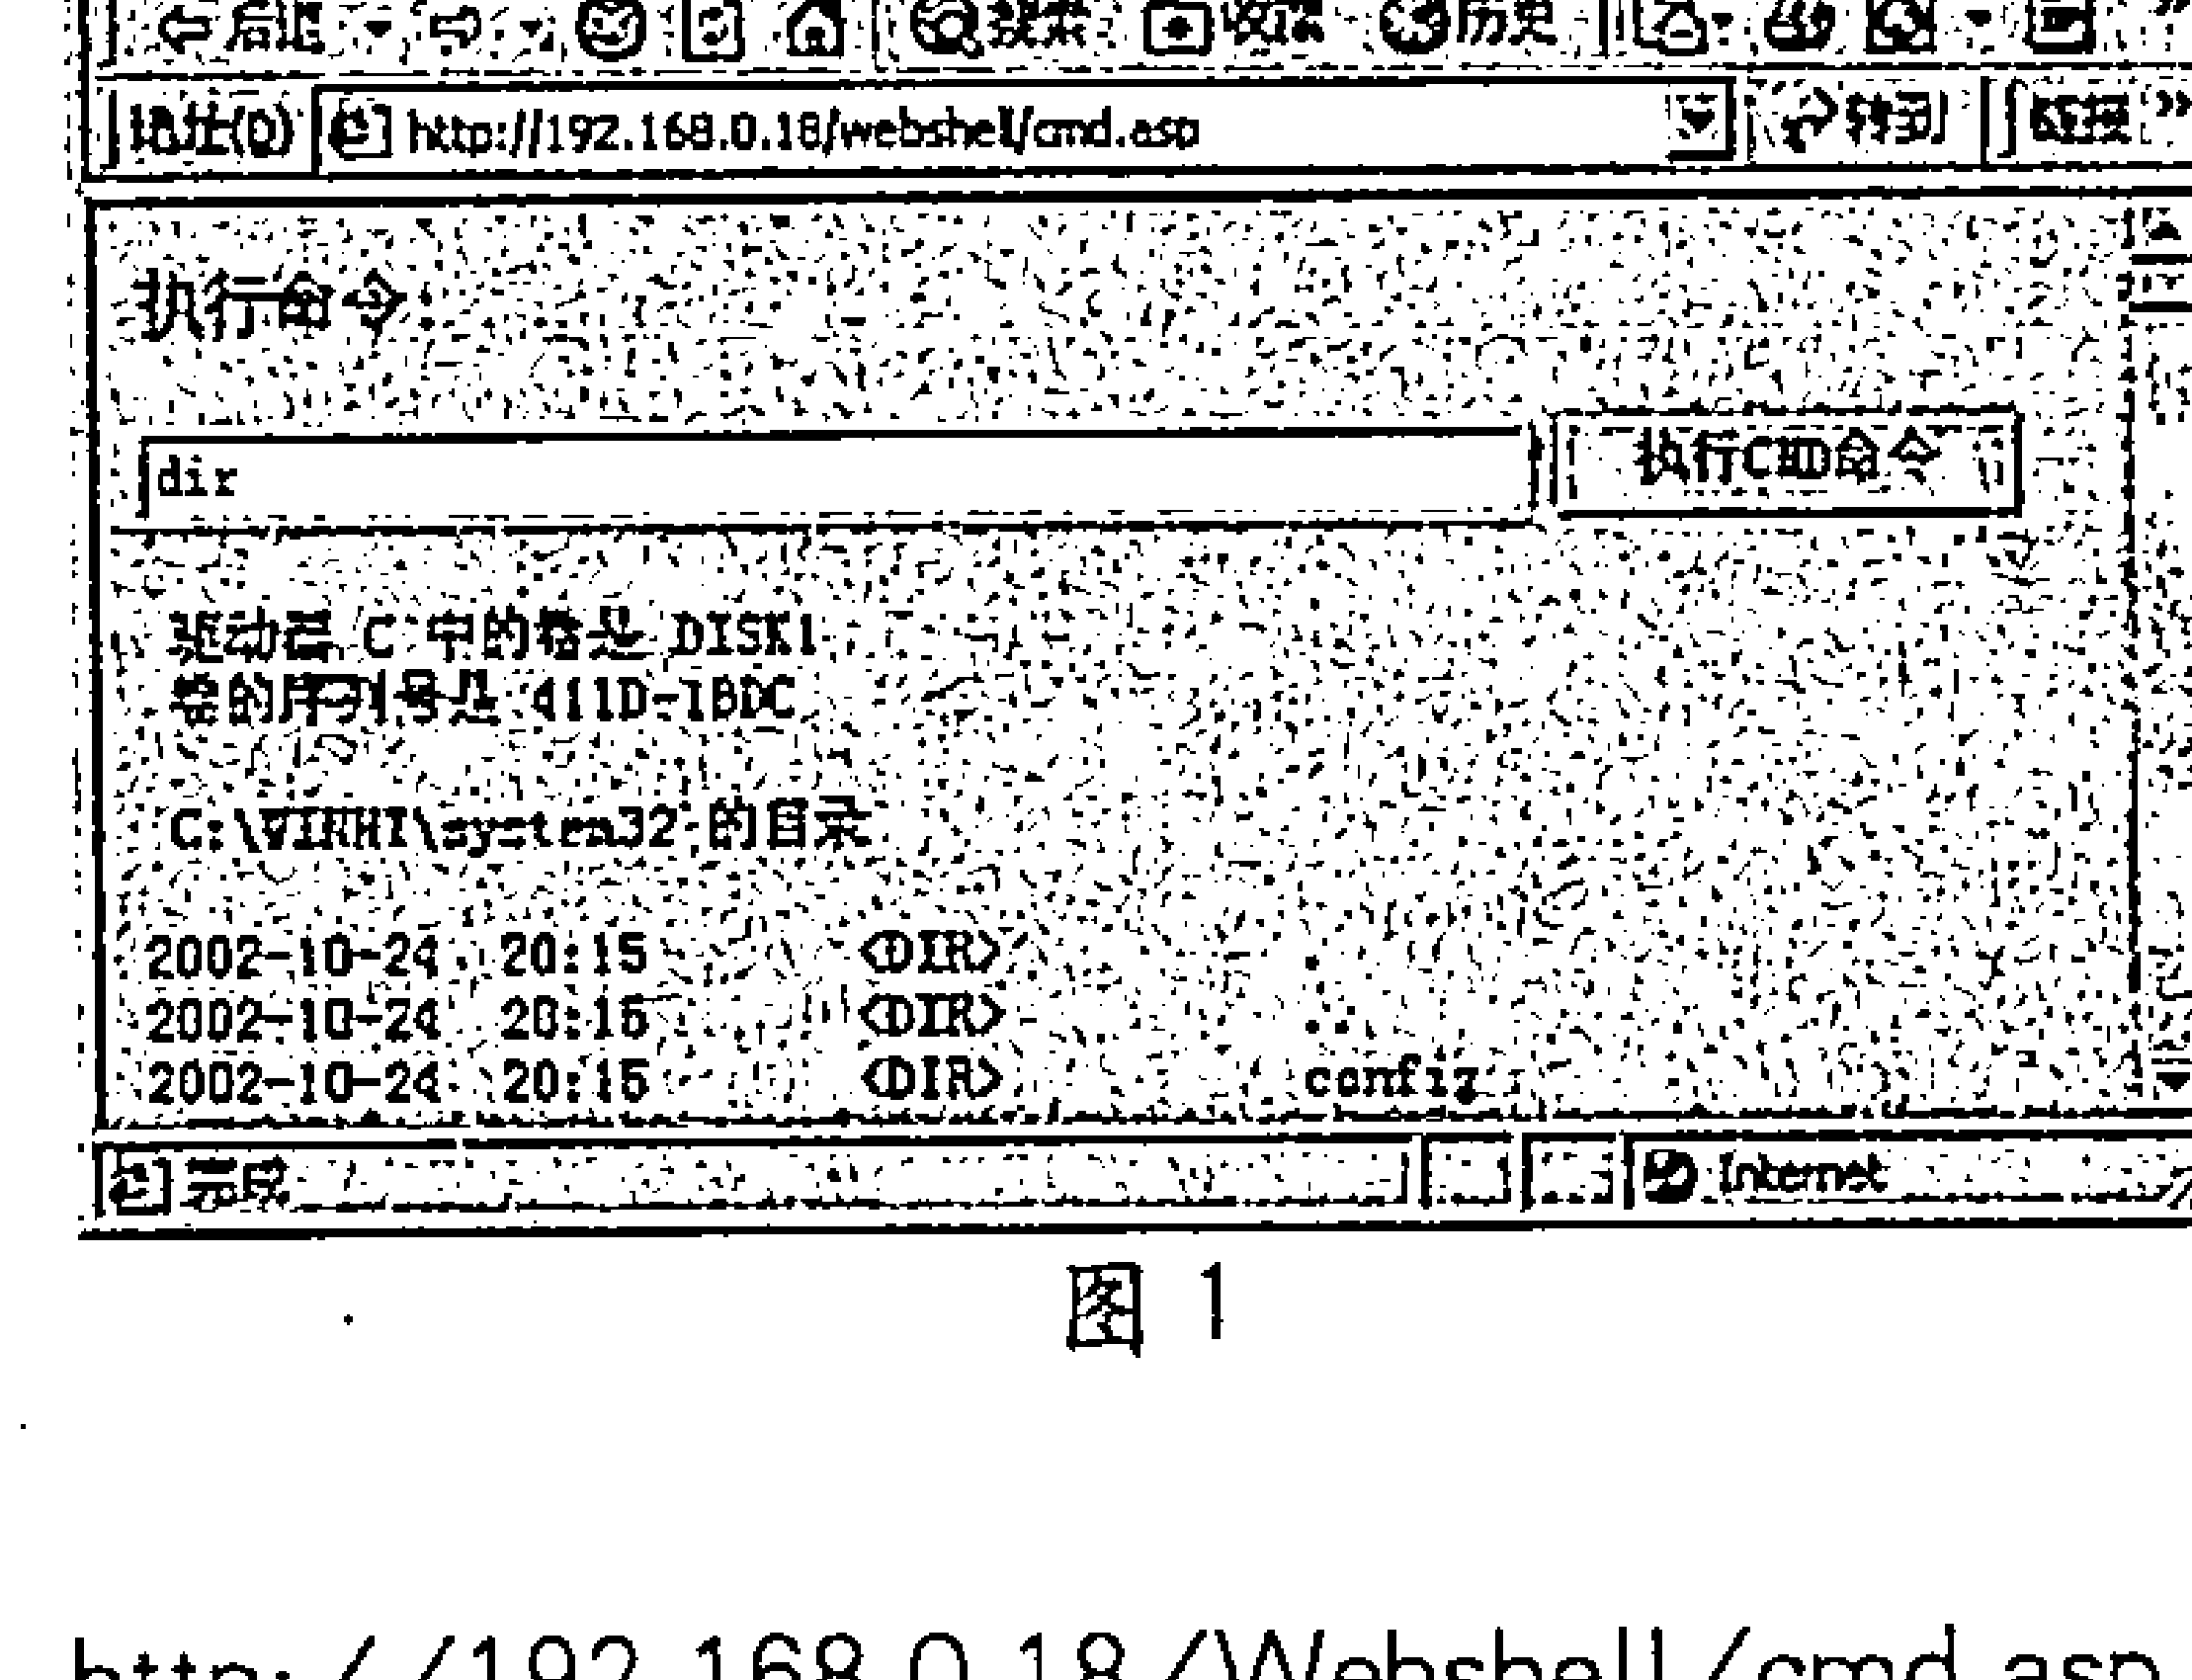 后退 搜索 收藏 历史
地址(D) http://192.168.0.18/webshell/cmd.asp 转到 链接 »
执行命令:
dir 执行CMD命令
驱动器 C 中的卷是 DISK1
卷的序列号是
C:\WINNT\system32 的目录
2002-10-24 20:15 <DIR> .
2002-10-24 20:15 <DIR> ..
2002-10-24 20:15 <DIR> config
完成 Internet
图 1
http://192.168.0.18/Webshell/cmd.asp